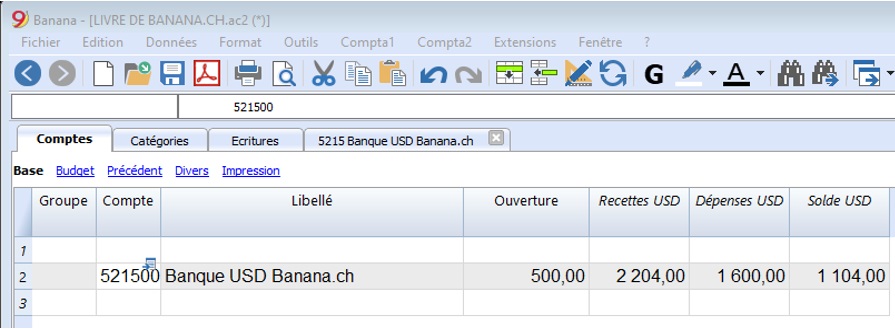 Banana - [LIVRE DE BANANA.CH.ac2 (*)]
Fichier Edition Données Format Outils Compta1 Compta2 Extensions Fenêtre ?
G A
521500
Comptes Catégories Ecritures 5215 Banque USD Banana.ch
Base Budget Précédent Divers Impression
Groupe Compte Libellé Ouverture Recettes USD Dépenses USD Solde USD
1
2 521500 Banque USD Banana.ch 500,00 2 204,00 1 600,00 1 104,00
3